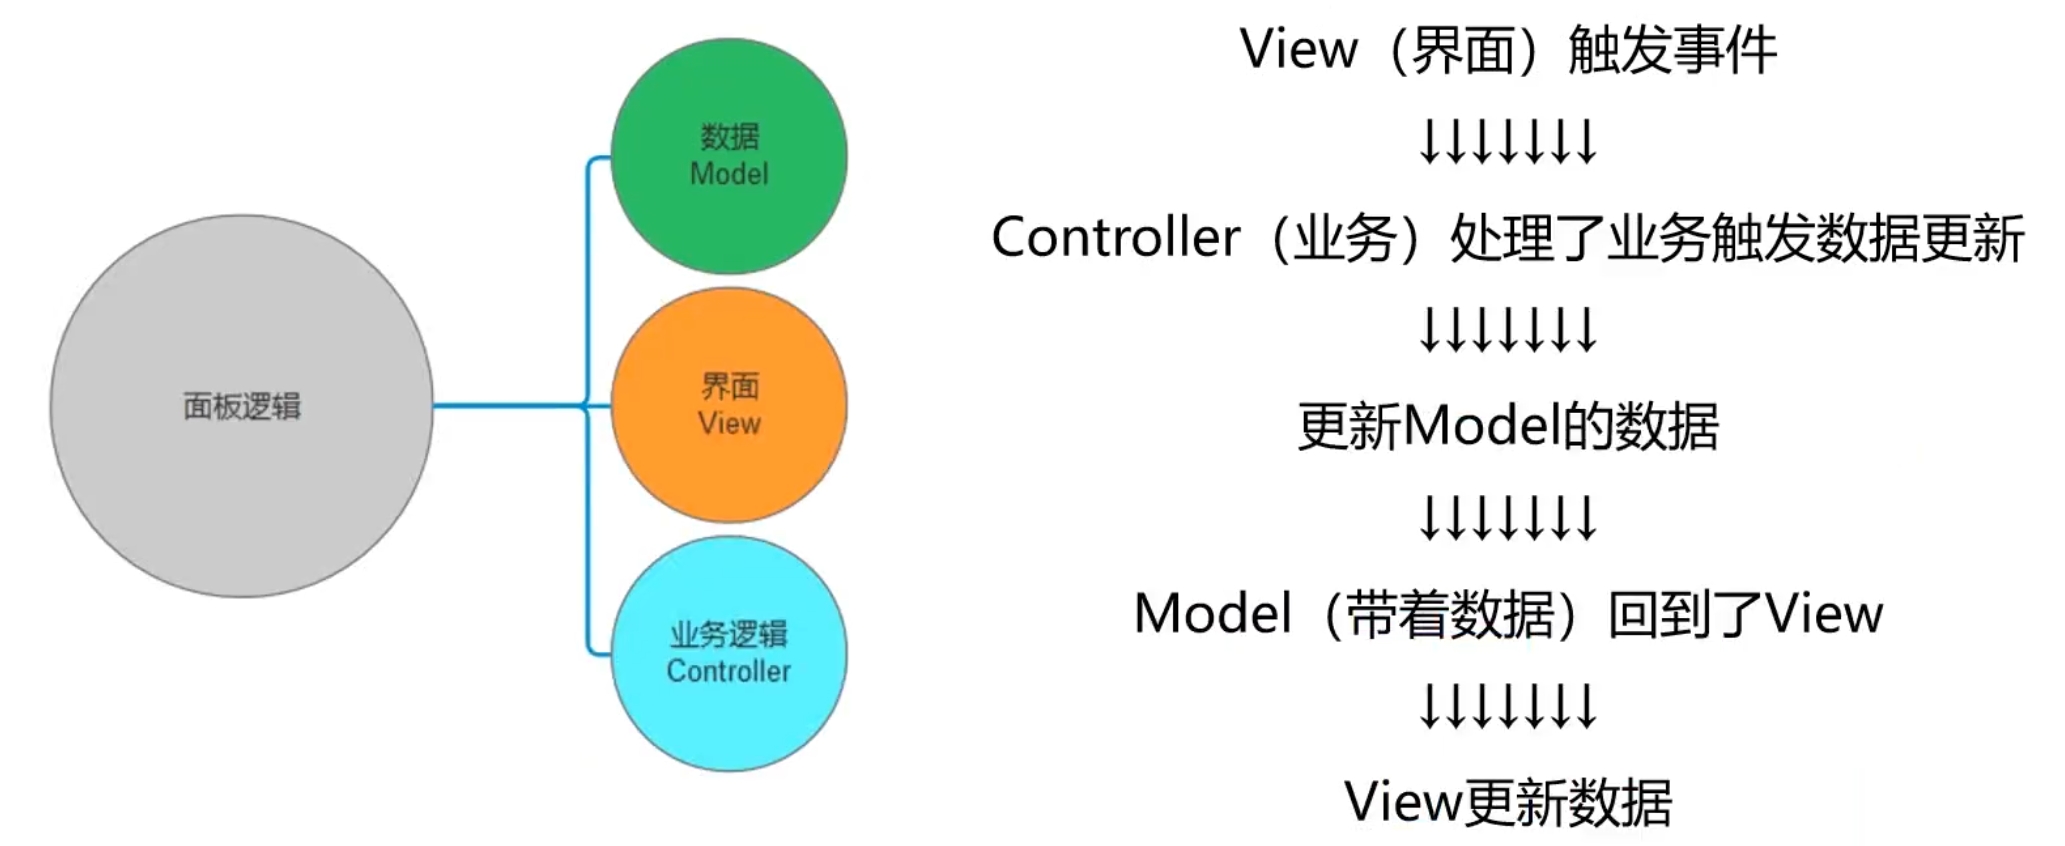 面板逻辑
数据
Model
界面
View
业务逻辑
Controller
View（界面）触发事件
↓↓↓↓↓↓↓
Controller（业务）处理了业务触发数据更新
↓↓↓↓↓↓↓
更新Model的数据
↓↓↓↓↓↓↓
Model（带着数据）回到了View
↓↓↓↓↓↓↓
View更新数据